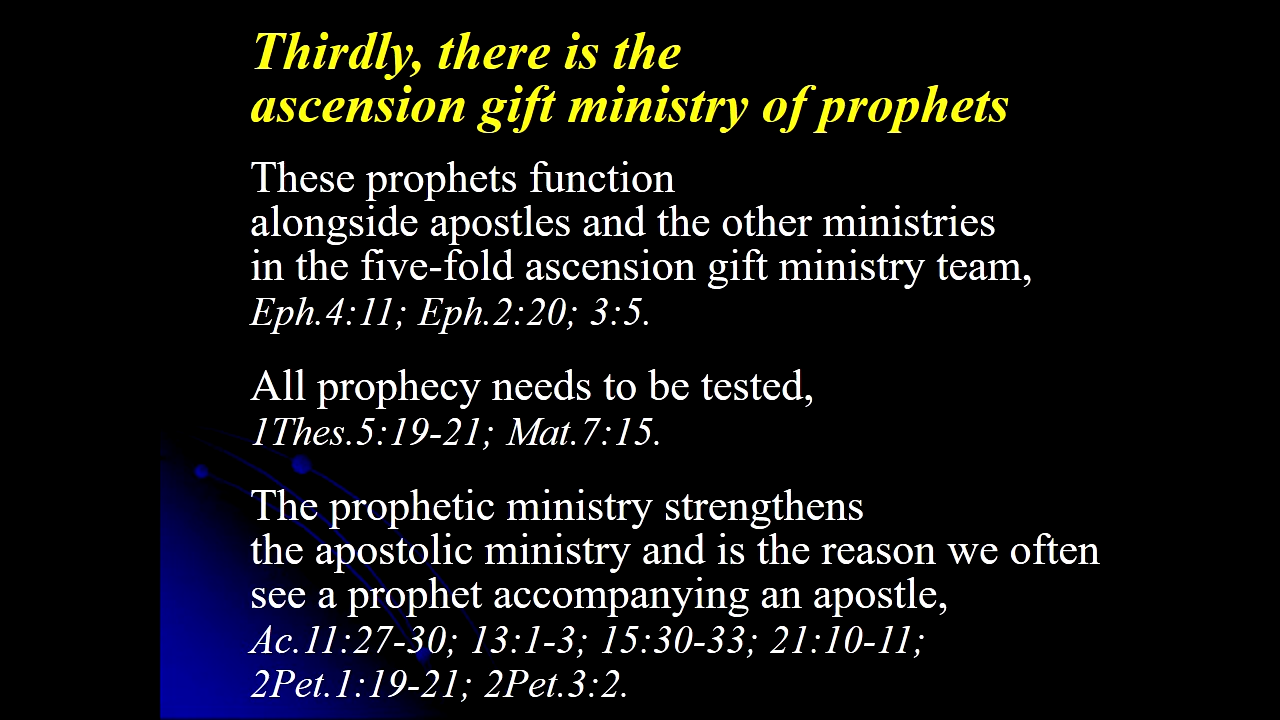 Thirdly, there is the
ascension gift ministry of prophets
These prophets function
alongside apostles and the other ministries
in the five-fold ascension gift ministry team,
Eph.4:11; Eph.2:20; 3:5.
All prophecy needs to be tested,
1Thes.5:19-21; Mat.7:15.
The prophetic ministry strengthens
the apostolic ministry and is the reason we often
see a prophet accompanying an apostle,
Ac.11:27-30; 13:1-3; 15:30-33; 21:10-11;
2Pet.1:19-21; 2Pet.3:2.